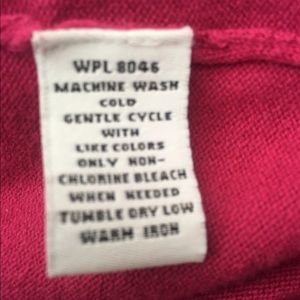 WPL 8046
MACHINE WASH
COLD
GENTLE CYCLE
WITH
LIKE COLORS
ONLY NON-
CHLORINE BLEACH
WHEN NEEDED
TUMBLE DRY LOW
WARM IRON